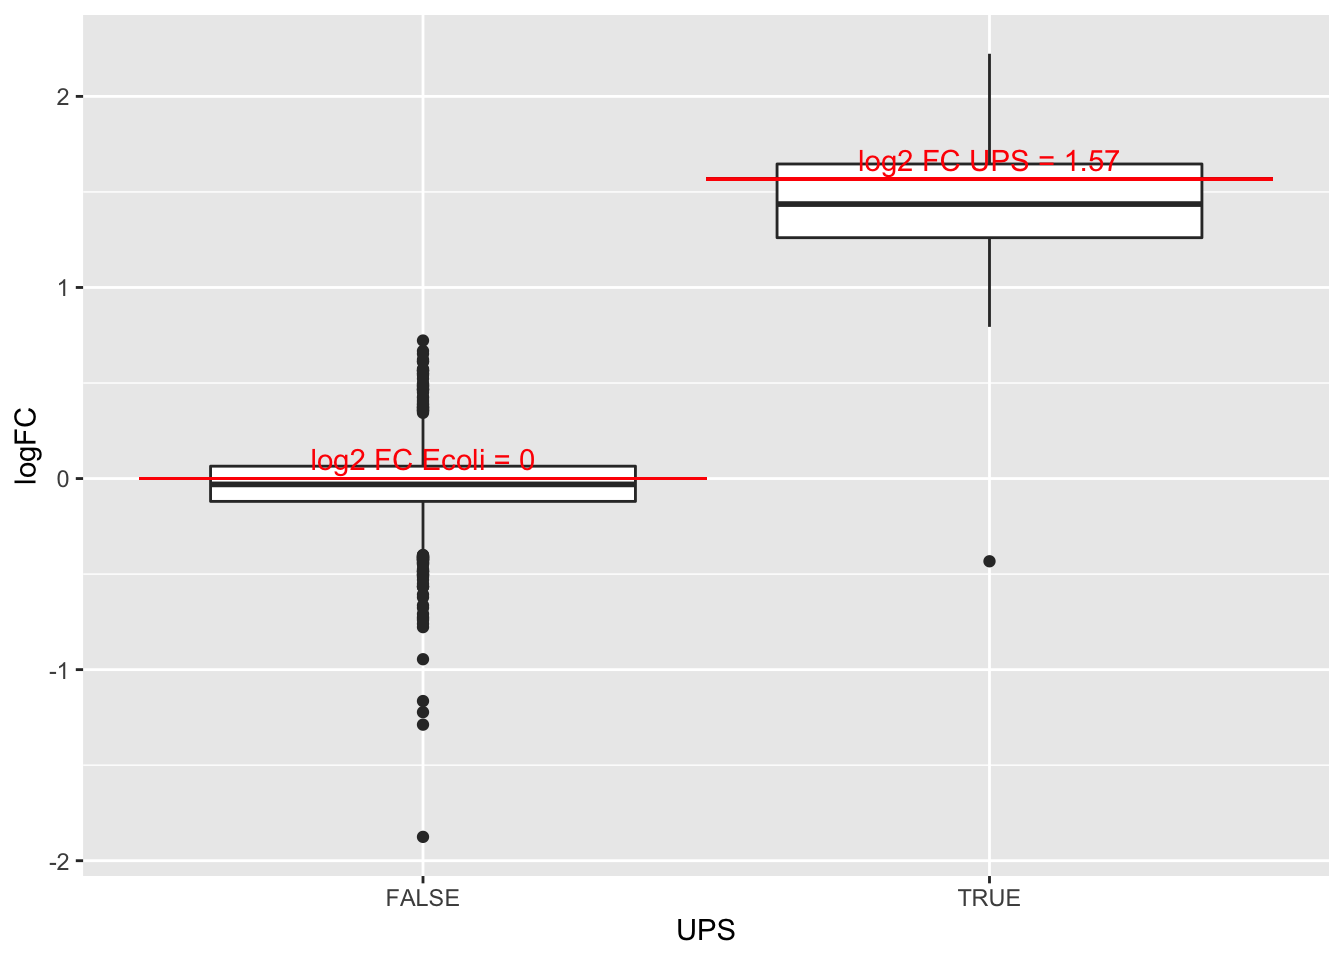 2
log2 FC UPS = 1.57
1
logFC
log2 FC Ecoli = 0
0
-1
-2
FALSE
TRUE
UPS